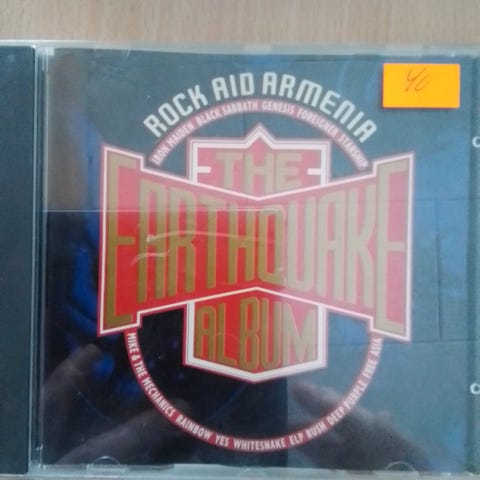 40
ROCK AID ARMENIA
IRON MAIDEN BLACK SABBATH GENESIS FOREIGNER STARSHIP
THE
EARTHQUAKE
ALBUM
MIKE & THE MECHANICS RAINBOW YES WHITESNAKE ELP RUSH DEEP PURPLE FREE ASIA